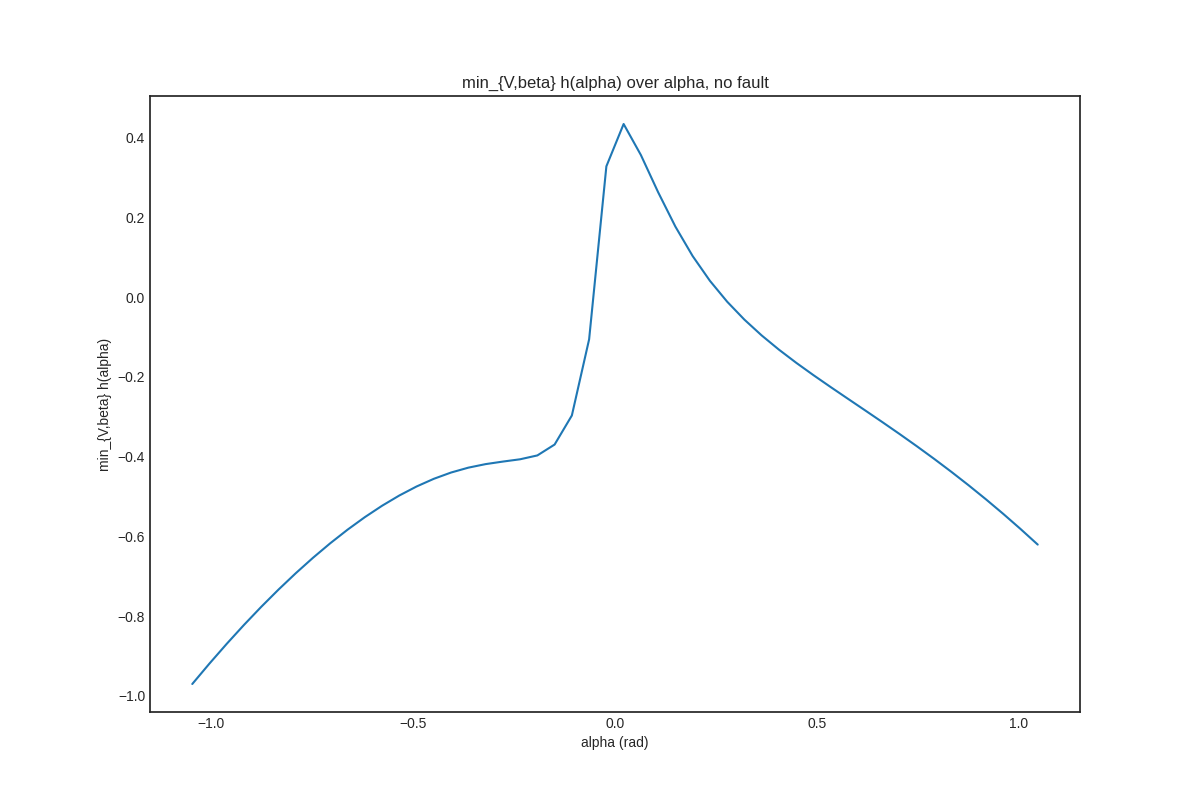 min_{V,beta} h(alpha) over alpha, no fault
min_{V,beta} h(alpha)
0.4
0.2
0.0
−0.2
−0.4
−0.6
−0.8
−1.0
−1.0 −0.5 0.0 0.5 1.0
alpha (rad)